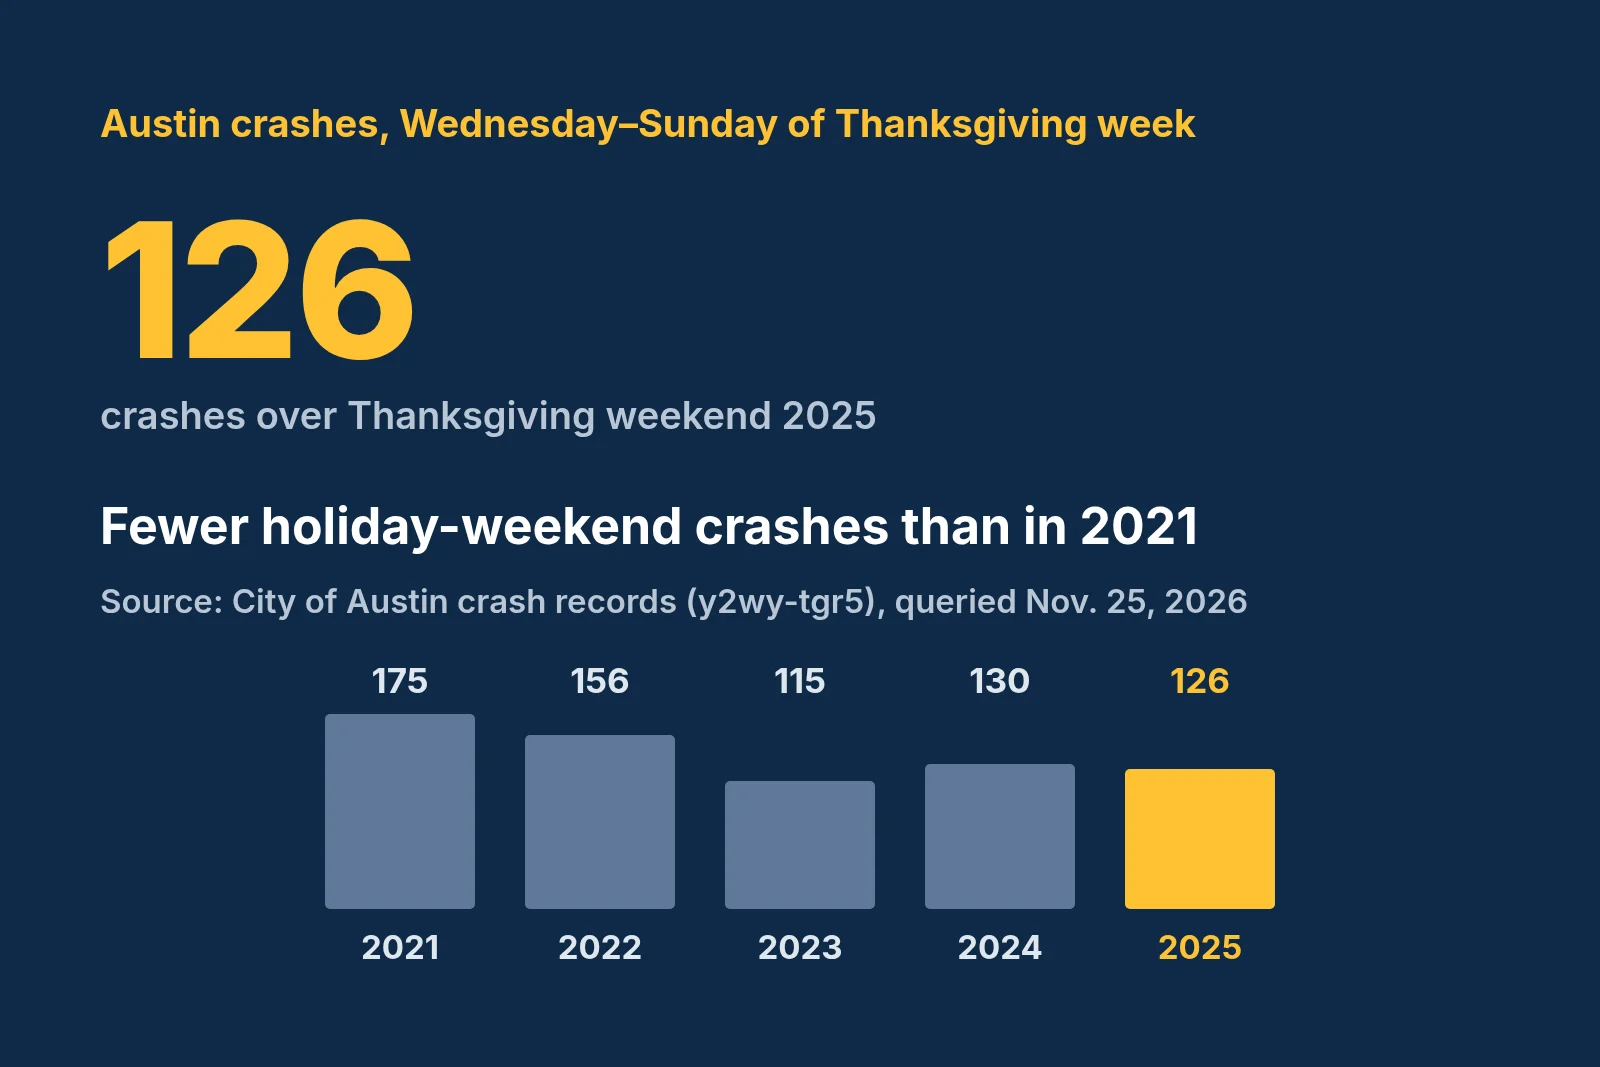 Austin crashes, Wednesday–Sunday of Thanksgiving week
126
crashes over Thanksgiving weekend 2025
Fewer holiday-weekend crashes than in 2021
Source: City of Austin crash records (y2wy-tgr5), queried Nov. 25, 2026
175 156 115 130 126
2021 2022 2023 2024 2025